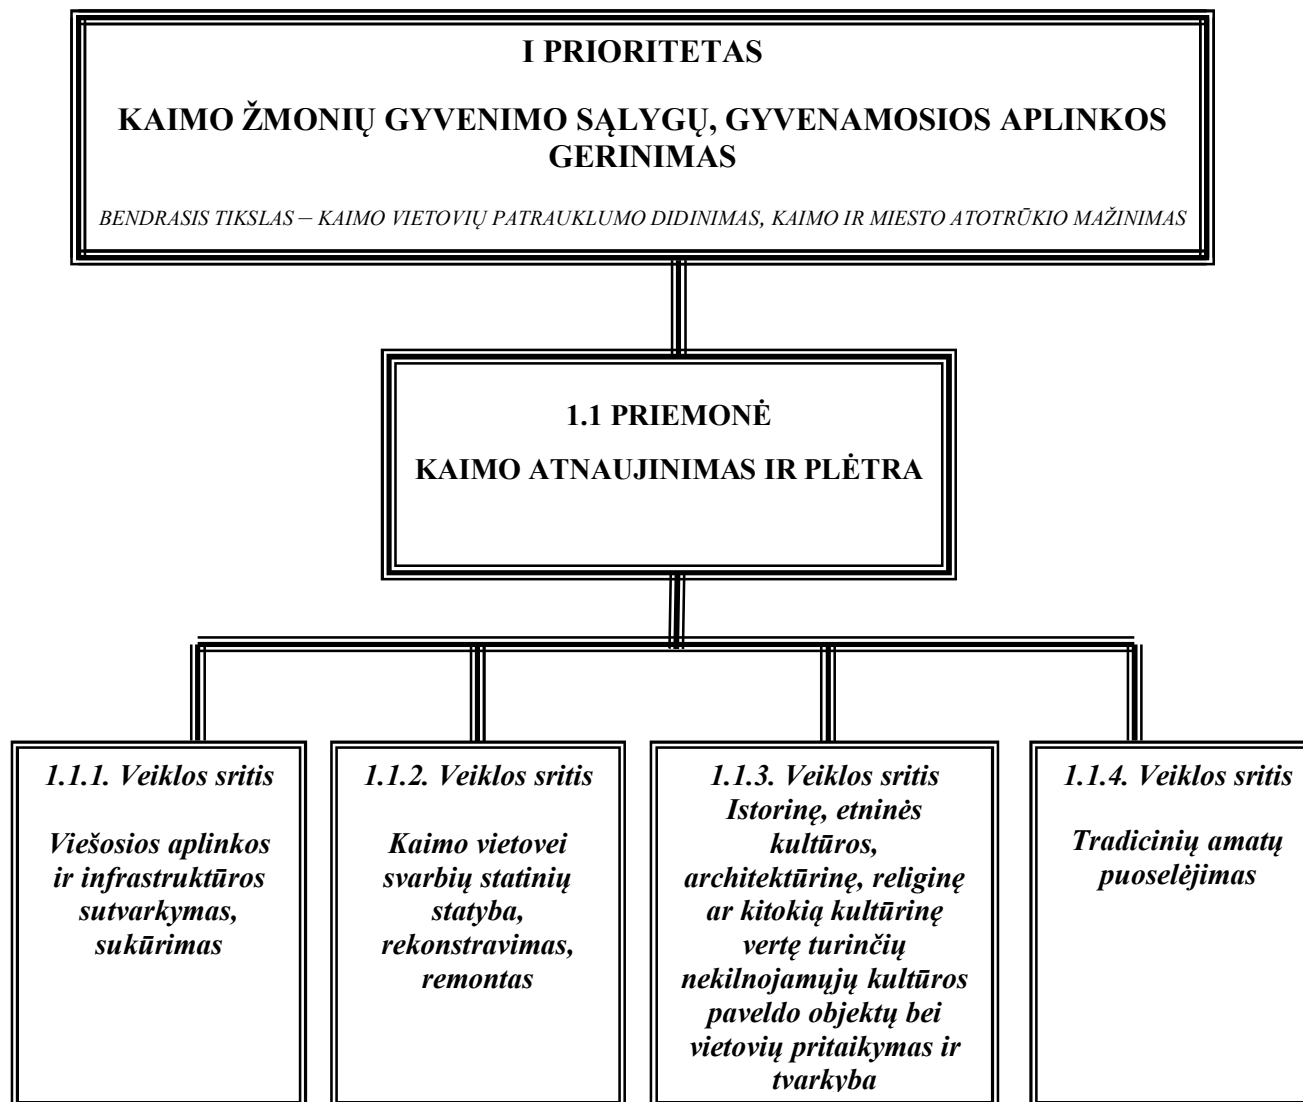 I PRIORITETAS
KAIMO ŽMONIŲ GYVENIMO SĄLYGŲ, GYVENAMOSIOS APLINKOS
GERINIMAS
BENDRASIS TIKSLAS – KAIMO VIETOVIŲ PATRAUKLUMO DIDINIMAS, KAIMO IR MIESTO ATOTRŪKIO MAŽINIMAS
1.1 PRIEMONĖ
KAIMO ATNAUJINIMAS IR PLĖTRA
1.1.1. Veiklos sritis
Viešosios aplinkos
ir infrastruktūros
sutvarkymas,
sukūrimas
1.1.2. Veiklos sritis
Kaimo vietovei
svarbių statinių
statyba,
rekonstravimas,
remontas
1.1.3. Veiklos sritis
Istorinę, etninės
kultūros,
architektūrinę, religinę
ar kitokią kultūrinę
vertę turinčių
nekilnojamųjų kultūros
paveldo objektų bei
vietovių pritaikymas ir
tvarkyba
1.1.4. Veiklos sritis
Tradicinių amatų
puoselėjimas